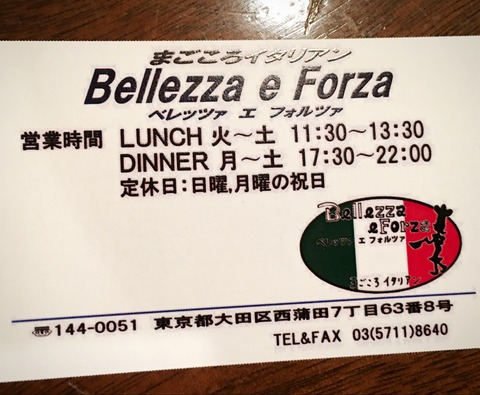 まごころイタリアン
Bellezza e Forza
ベレッツァ エ フォルツァ
営業時間 LUNCH 火～土 11:30～13:30
DINNER 月～土 17:30～22:00
定休日:日曜,月曜の祝日
Bellezza
e Forza
ベレッツァ エ フォルツァ
まごころ イタリアン
144-0051 東京都大田区西蒲田7丁目63番8号
TEL&FAX 03(5711)8640